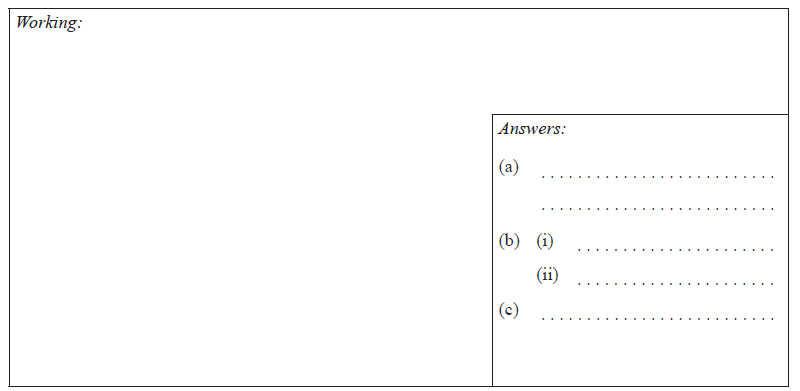 Working:
Answers:
(a) . . . . . . . . . . . . . . . . . . . . . . . . . .
. . . . . . . . . . . . . . . . . . . . . . . . . .
(b) (i) . . . . . . . . . . . . . . . . . . . . . .
(ii) . . . . . . . . . . . . . . . . . . . . . .
(c) . . . . . . . . . . . . . . . . . . . . . . . . . .